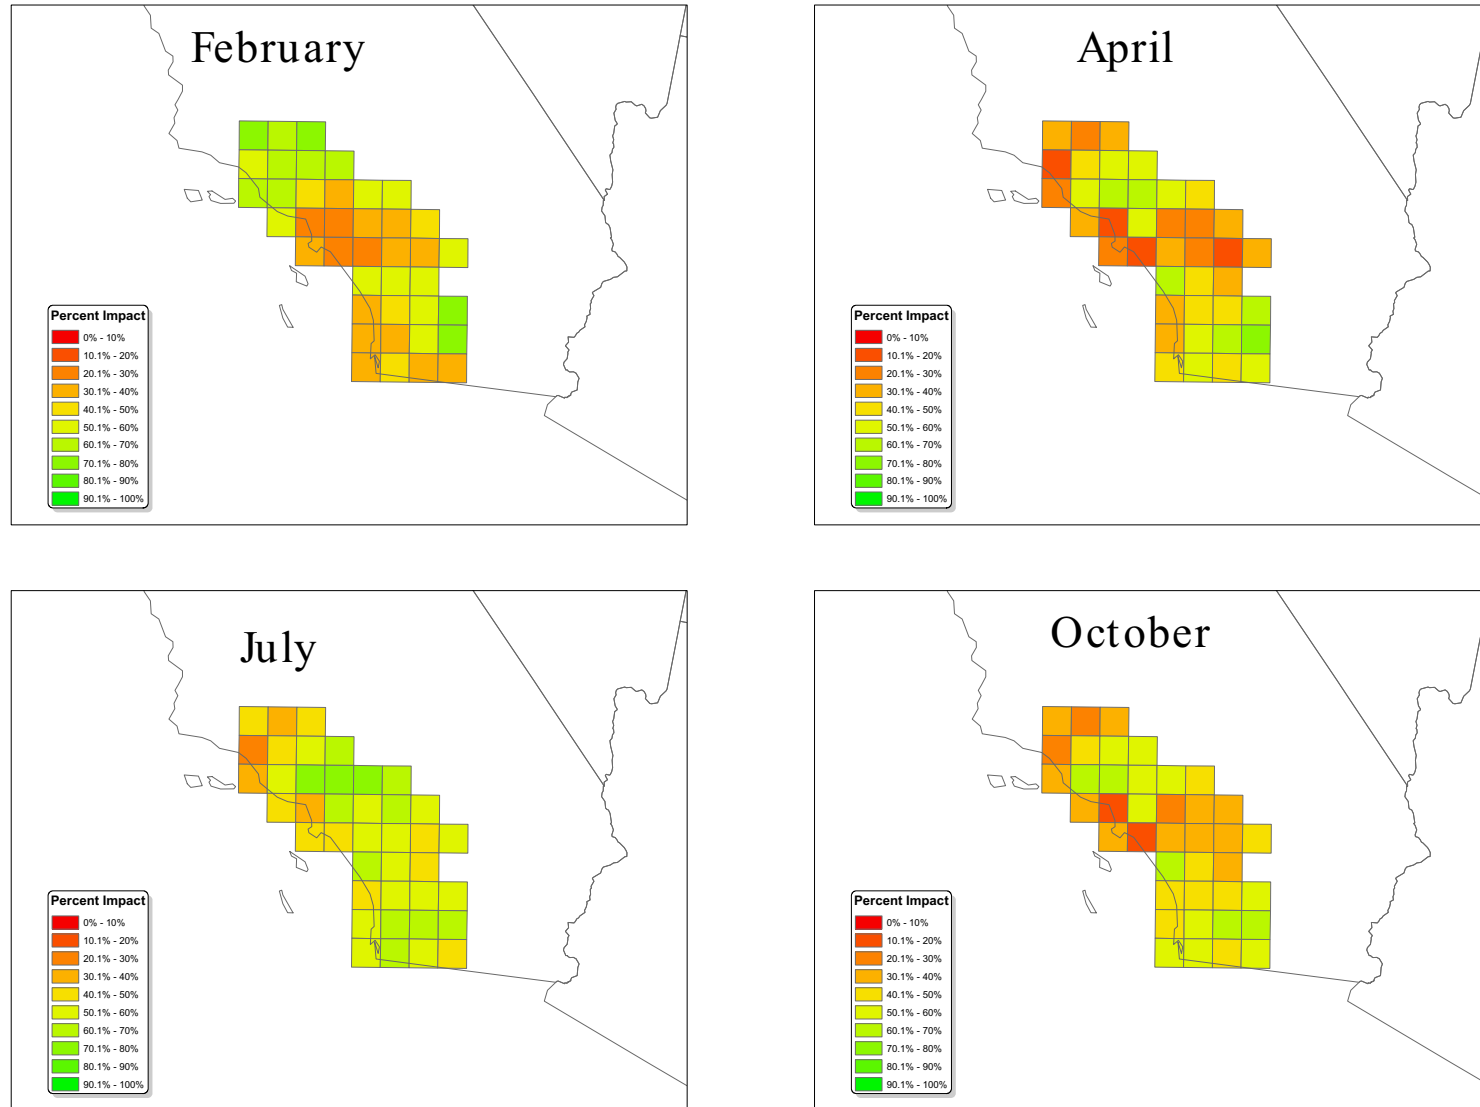 February
Percent Impact
0% - 10%
10.1% - 20%
20.1% - 30%
30.1% - 40%
40.1% - 50%
50.1% - 60%
60.1% - 70%
70.1% - 80%
80.1% - 90%
90.1% - 100%
April
Percent Impact
0% - 10%
10.1% - 20%
20.1% - 30%
30.1% - 40%
40.1% - 50%
50.1% - 60%
60.1% - 70%
70.1% - 80%
80.1% - 90%
90.1% - 100%
July
Percent Impact
0% - 10%
10.1% - 20%
20.1% - 30%
30.1% - 40%
40.1% - 50%
50.1% - 60%
60.1% - 70%
70.1% - 80%
80.1% - 90%
90.1% - 100%
October
Percent Impact
0% - 10%
10.1% - 20%
20.1% - 30%
30.1% - 40%
40.1% - 50%
50.1% - 60%
60.1% - 70%
70.1% - 80%
80.1% - 90%
90.1% - 100%